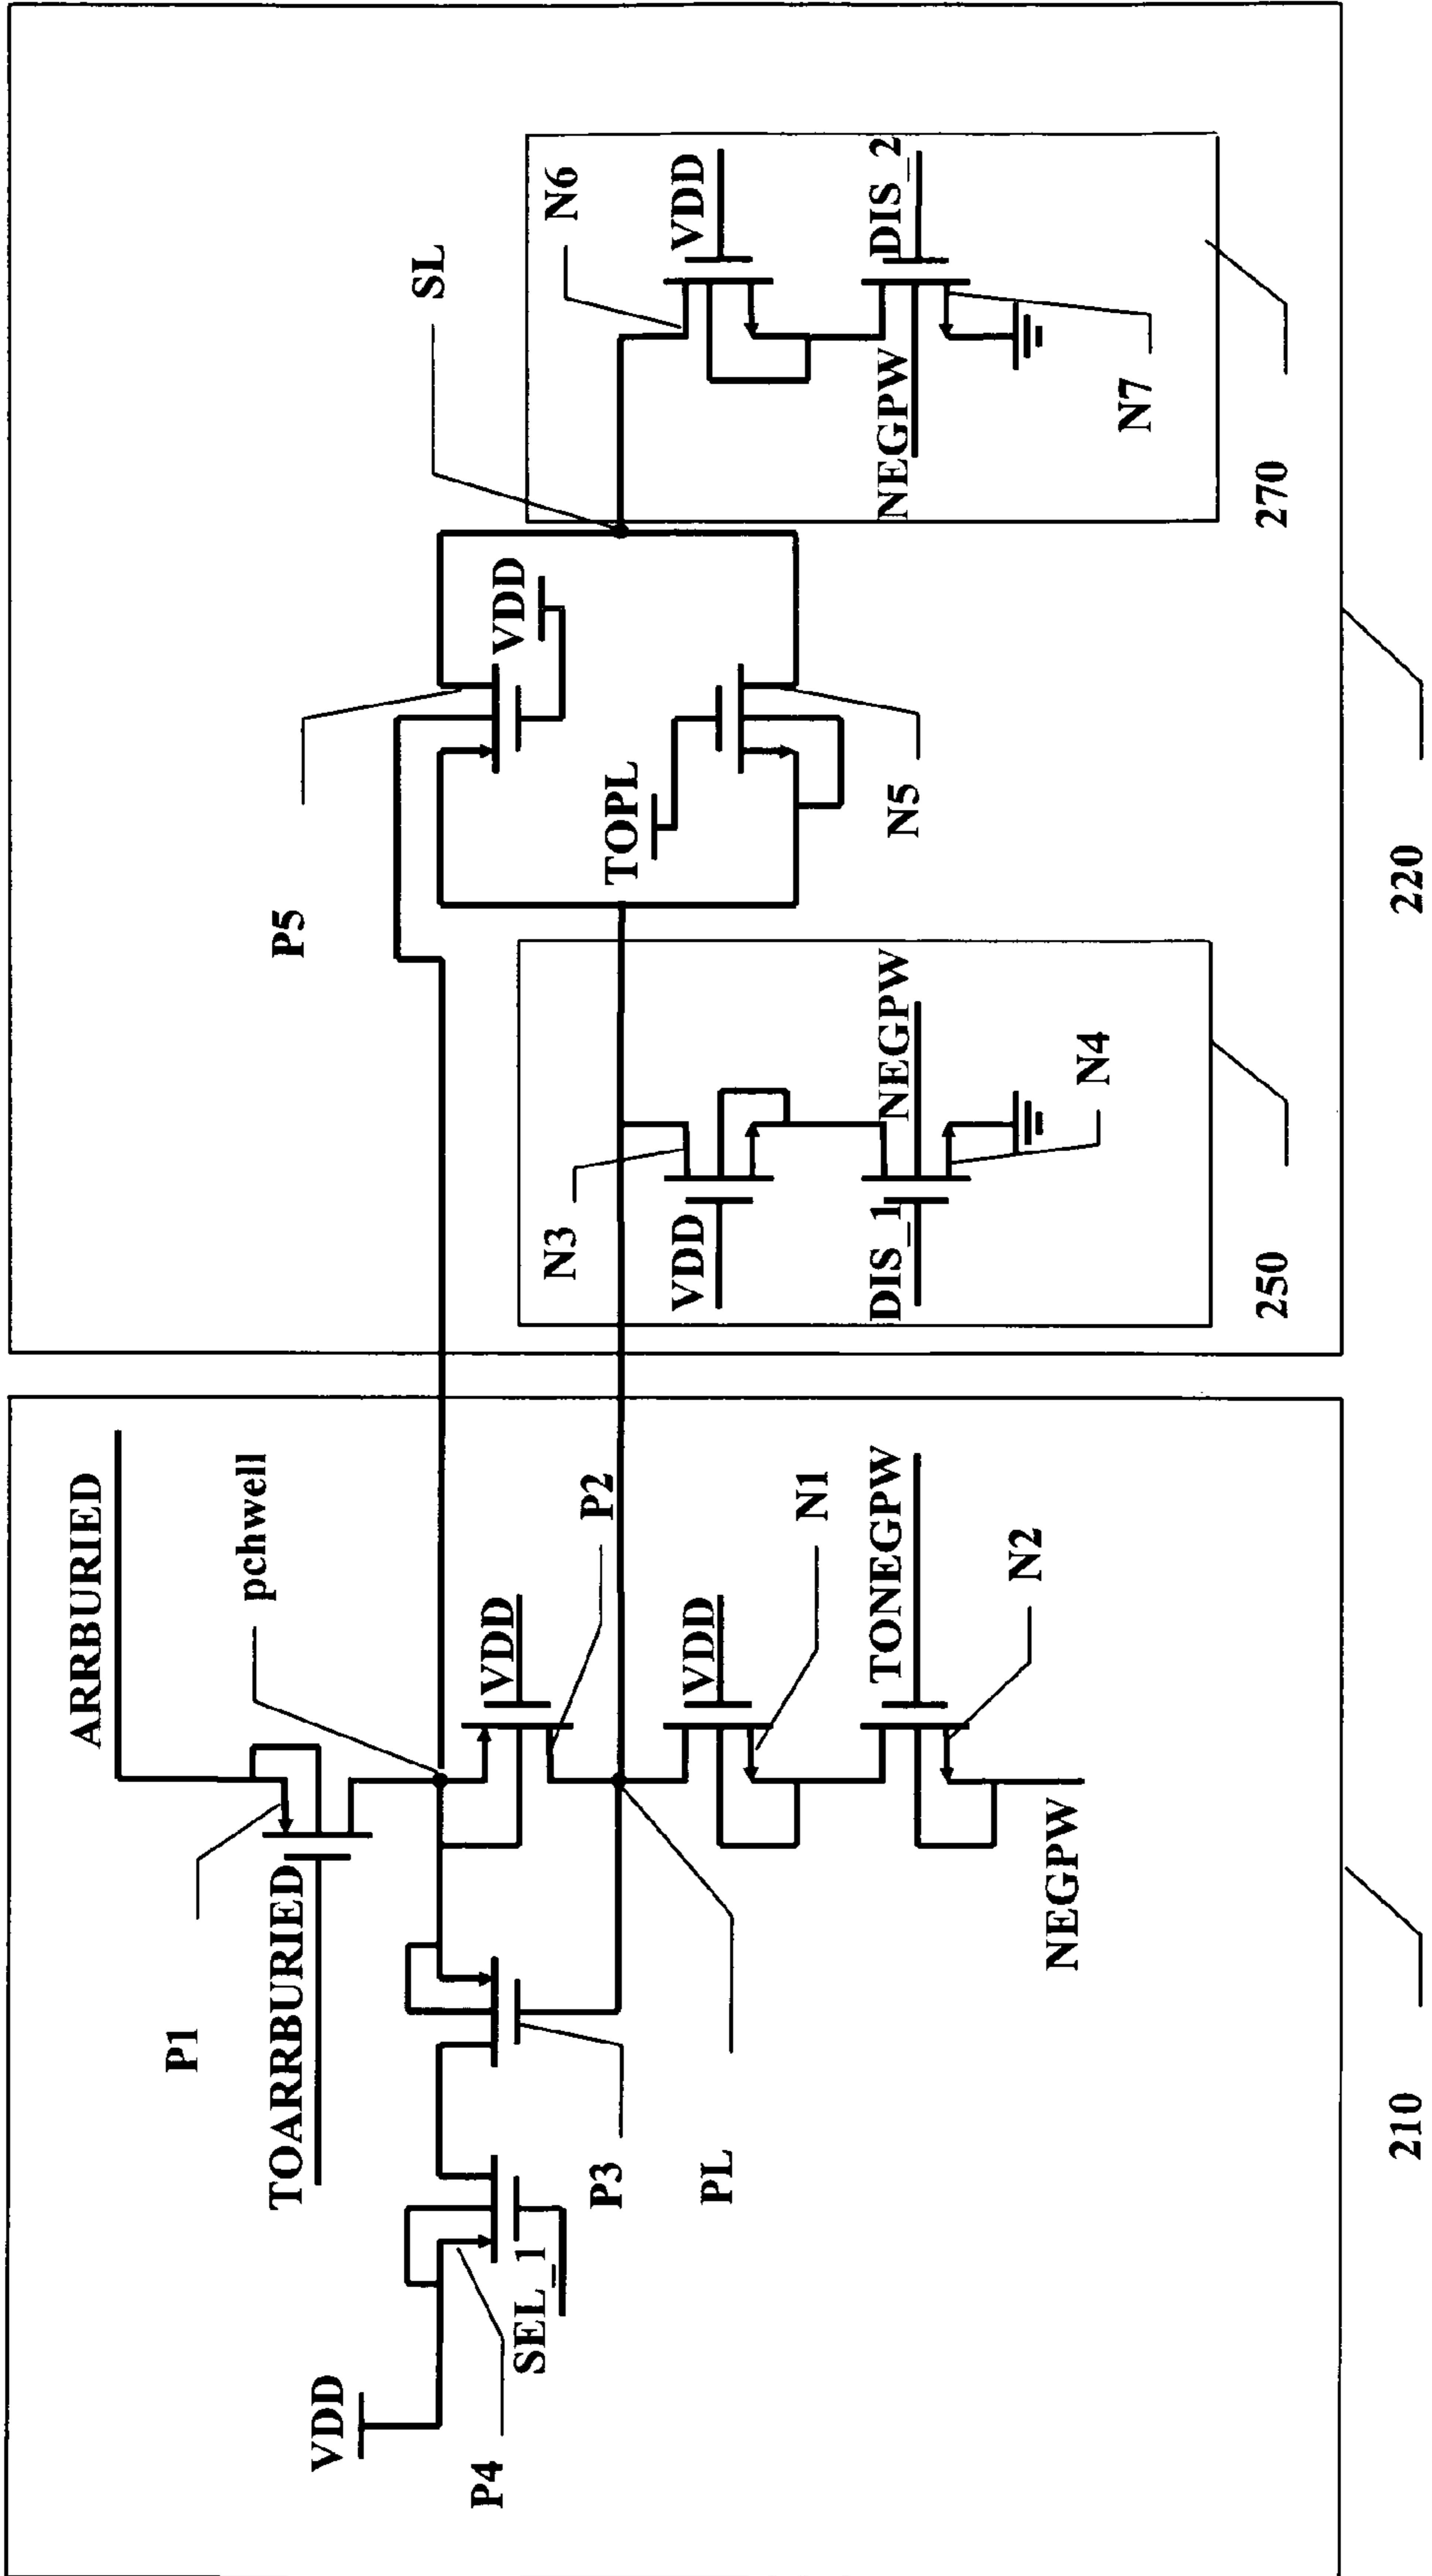 ARRBURIED
pchwell
P1
TOARRBURIED
VDD
VDD
P2
P4
SEL_1
P3
PL
VDD
N1
TONEGPW
N2
NEGPW
210
P5
VDD
SL
TOPL
N5
N3
VDD
DIS_1
NEGPW
N4
250
N6
VDD
DIS_2
NEGPW
N7
270
220